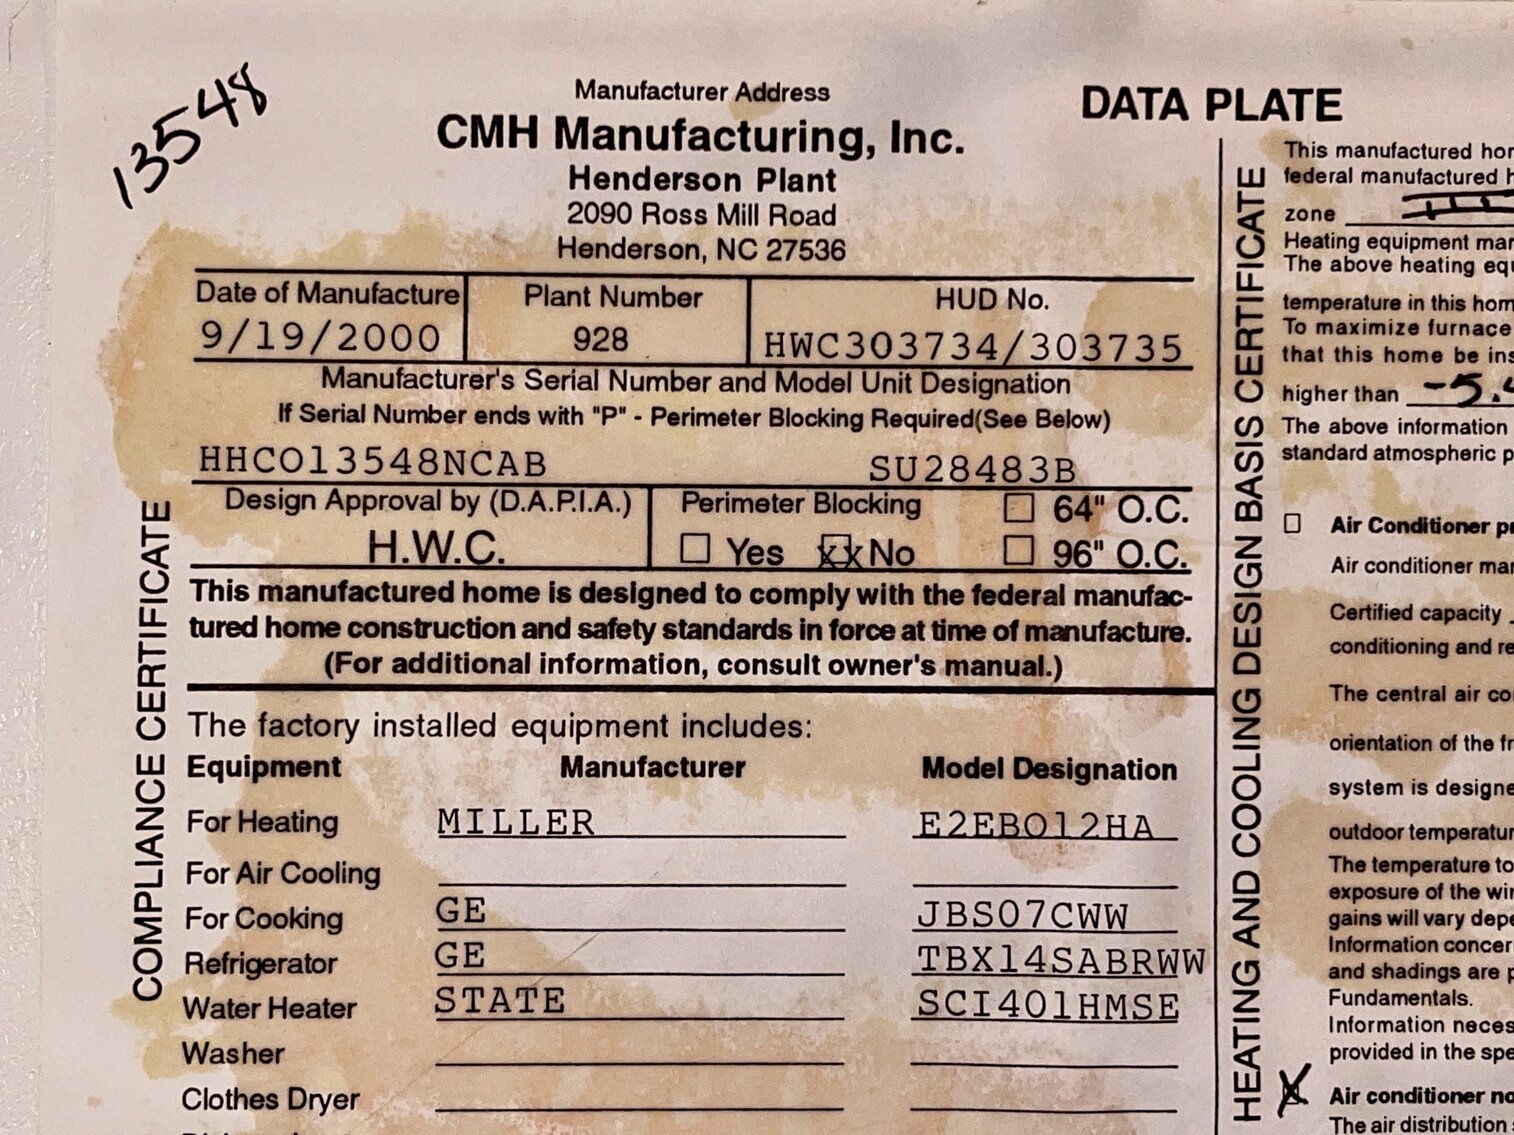 13548
Manufacturer Address
CMH Manufacturing, Inc.
Henderson Plant
2090 Ross Mill Road
Henderson, NC 27536
DATA PLATE
Date of Manufacture
9/19/2000
Plant Number
928
HUD No.
HWC303734/303735
Manufacturer's Serial Number and Model Unit Designation
If Serial Number ends with "P" - Perimeter Blocking Required(See Below)
HHC013548NCAB SU28483B
Design Approval by (D.A.P.I.A.)
H.W.C.
Perimeter Blocking
☐ 64" O.C.
☐ Yes ☐ xx No
☐ 96" O.C.
This manufactured home is designed to comply with the federal manufac-
tured home construction and safety standards in force at time of manufacture.
(For additional information, consult owner's manual.)
COMPLIANCE CERTIFICATE
The factory installed equipment includes:
Equipment Manufacturer Model Designation
For Heating MILLER E2EB012HA
For Air Cooling
For Cooking GE JBS07CWW
Refrigerator GE TBX14SABRWW
Water Heater STATE SCI401HMSE
Washer
Clothes Dryer
HEATING AND COOLING DESIGN BASIS CERTIFICATE
This manufactured
federal manufactured
zone
Heating equipment
The above heating
temperature in this
To maximize furnace
that this home be
higher than -5.
The above information
standard atmospheric
☐ Air Conditioner
Air conditioner
Certified capacity
conditioning and
The central air
orientation of the
system is
outdoor
The temperature to
exposure of the
gains will vary
Information
and shadings are
Fundamentals.
Information
provided in the
X Air conditioner
The air distribution